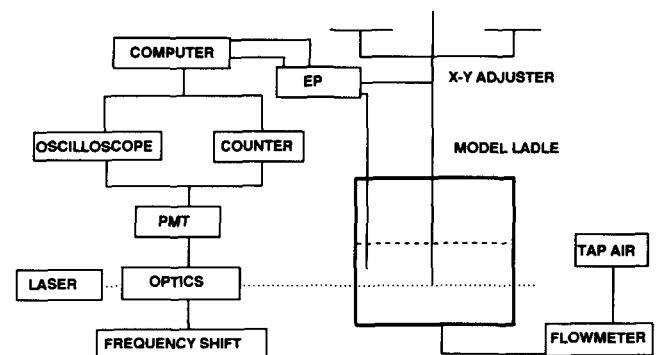 COMPUTER
EP
X-Y ADJUSTER
OSCILLOSCOPE
COUNTER
MODEL LADLE
PMT
TAP AIR
LASER
OPTICS
FREQUENCY SHIFT
FLOWMETER